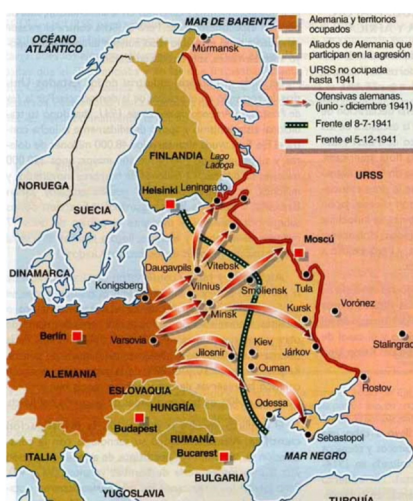 MAR DE BARENTZ
OCÉANO
ATLÁNTICO
Múrmansk
Alemania y territorios
ocupados
Aliados de Alemania que
participan en la agresión
URSS no ocupada
hasta 1941
Ofensivas alemanas.
(junio - diciembre 1941)
Frente el 8-7-1941
Frente el 5-12-1941
FINLANDIA
Lago
Ladoga
NORUEGA
Helsinki
Leningrado
URSS
SUECIA
Moscú
DINAMARCA
Daugavpils
Vitebsk
Konigsberg
Vilnius
Smoliensk
Tula
Minsk
Kursk
Vorónez
Berlín
Varsovia
Stalingra
Kiev
Járkov
Jilosnir
Ouman
ALEMANIA
Rostov
ESLOVAQUIA
HUNGRÍA
Odessa
Budapest
RUMANÍA
Sebastopol
ITALIA
Bucarest
MAR NEGRO
BULGARIA
YUGOSLAVIA
TURQUÍA